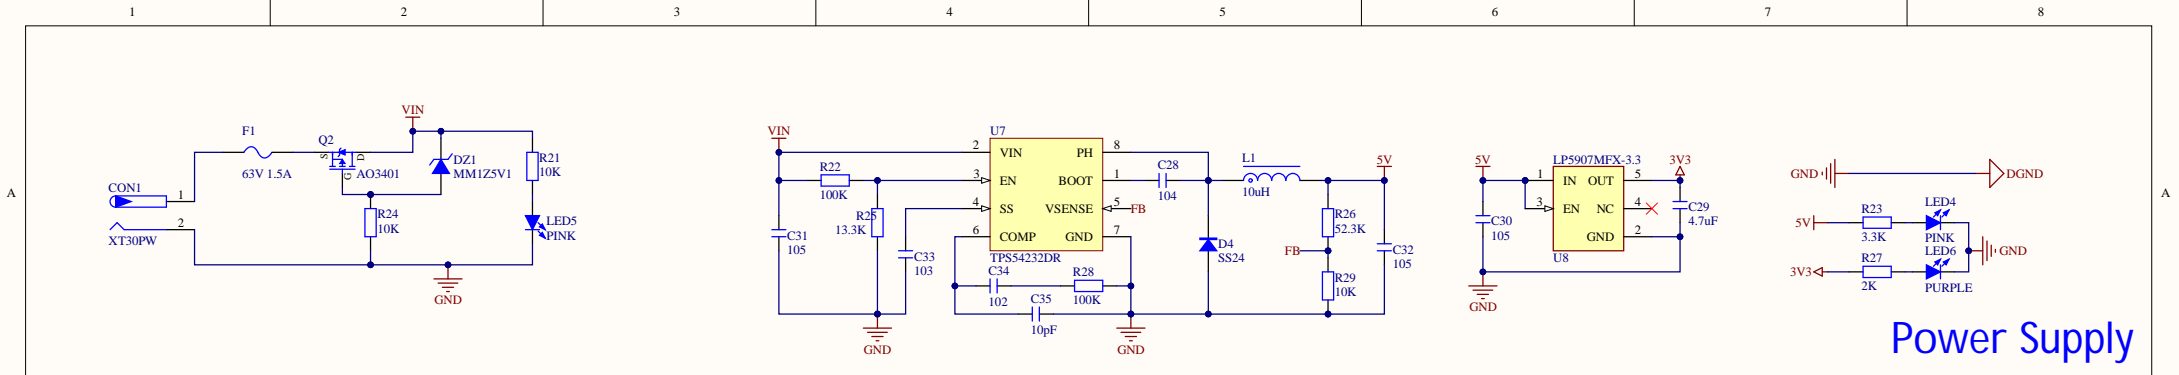 1 2 3 4 5 6 7 8
A A
VIN
F1
63V 1.5A
Q2
S D
G
AO3401
DZ1
MM1Z5V1
R21
10K
CON1
1
2
XT30PW
R24
10K
LED5
PINK
GND
VIN
U7
2 VIN PH 8
3 EN BOOT 1
4 SS VSENSE 5
6 COMP GND 7
TPS54232DR
R22
100K
R25
13.3K
C31
105
C33
103
C34
102
R28
100K
C35
10pF
GND
GND
C28
104
FB
L1
10uH
D4
SS24
5V
R26
52.3K
FB
R29
10K
C32
105
5V
LP5907MFX-3.3
3V3
1 IN OUT 5
3 EN NC 4
GND 2
U8
C30
105
C29
4.7uF
GND
GND DGND
5V
R23
3.3K
LED4
PINK
GND
3V3
R27
2K
LED6
PURPLE
Power Supply